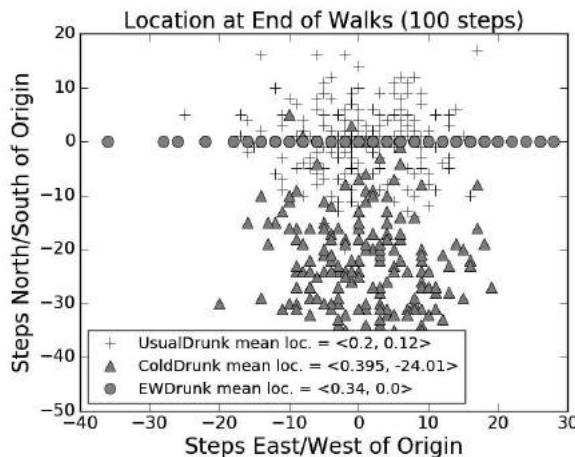 Location at End of Walks (100 steps)
20
10
0
−10
−20
−30
−40
−50
Steps North/South of Origin
UsualDrunk mean loc. = <0.2, 0.12>
ColdDrunk mean loc. = <0.395, -24.01>
EWDrunk mean loc. = <0.34, 0.0>
−40 −30 −20 −10 0 10 20 30
Steps East/West of Origin